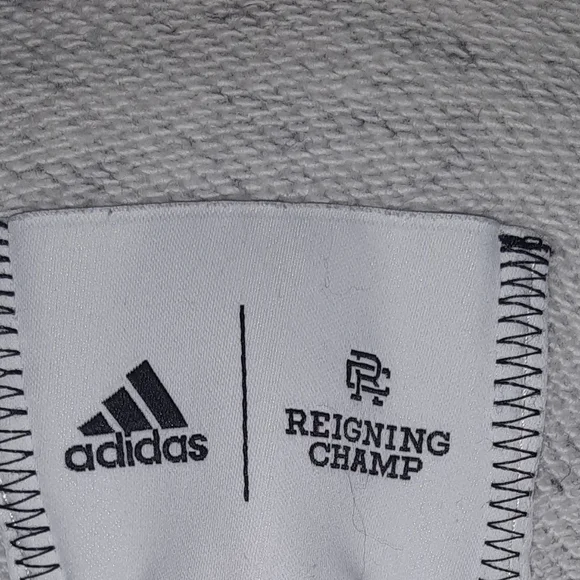 adidas
RC
REIGNING
CHAMP